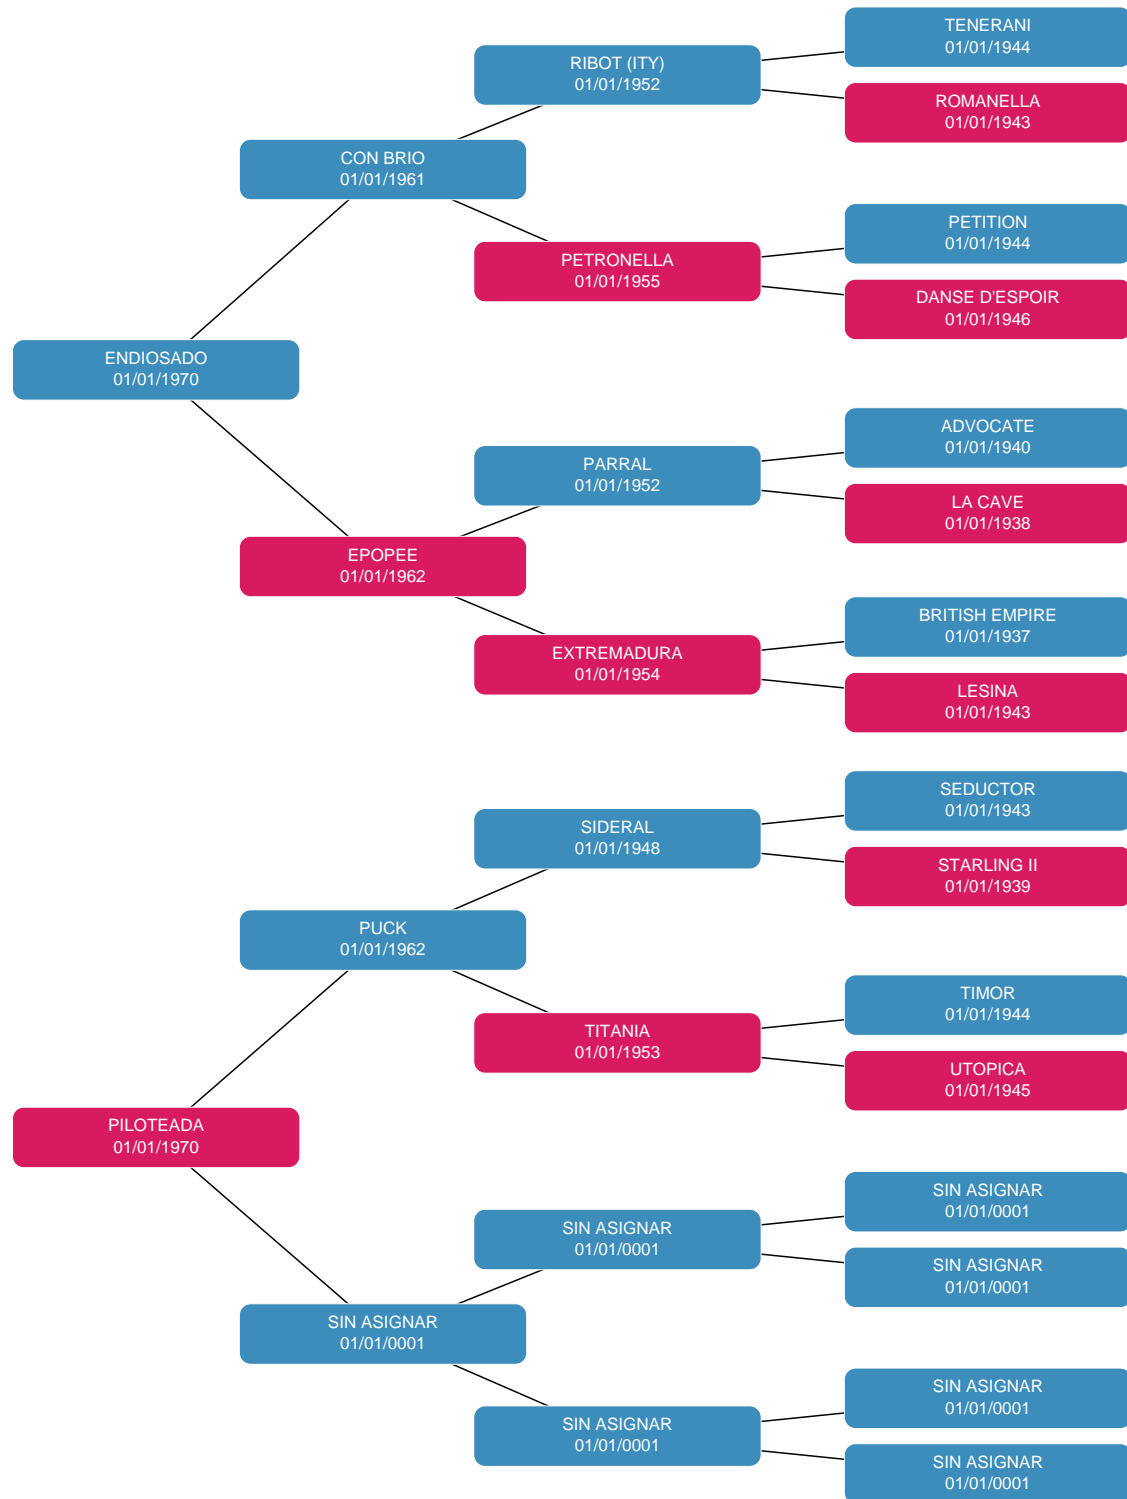 TENERANI
01/01/1944
RIBOT (ITY)
01/01/1952
ROMANELLA
01/01/1943
CON BRIO
01/01/1961
PETITION
01/01/1944
PETRONELLA
01/01/1955
DANSE D'ESPOIR
01/01/1946
ENDIOSADO
01/01/1970
ADVOCATE
01/01/1940
PARRAL
01/01/1952
LA CAVE
01/01/1938
EPOPEE
01/01/1962
BRITISH EMPIRE
01/01/1937
EXTREMADURA
01/01/1954
LESINA
01/01/1943
SEDUCTOR
01/01/1943
SIDERAL
01/01/1948
STARLING II
01/01/1939
PUCK
01/01/1962
TIMOR
01/01/1944
TITANIA
01/01/1953
UTOPICA
01/01/1945
PILOTEADA
01/01/1970
SIN ASIGNAR
01/01/0001
SIN ASIGNAR
01/01/0001
SIN ASIGNAR
01/01/0001
SIN ASIGNAR
01/01/0001
SIN ASIGNAR
01/01/0001
SIN ASIGNAR
01/01/0001
SIN ASIGNAR
01/01/0001